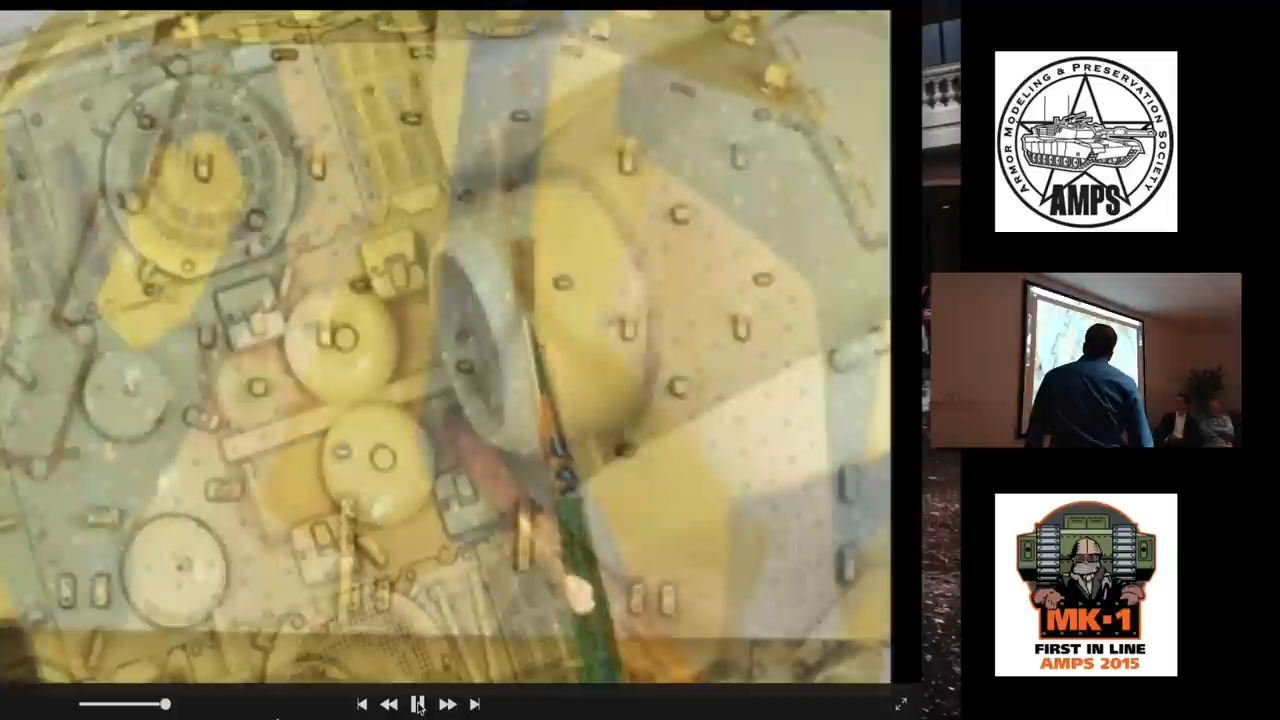 ARMOR MODELING & PRESERVATION SOCIETY
AMPS
MK-1
FIRST IN LINE
AMPS 2015